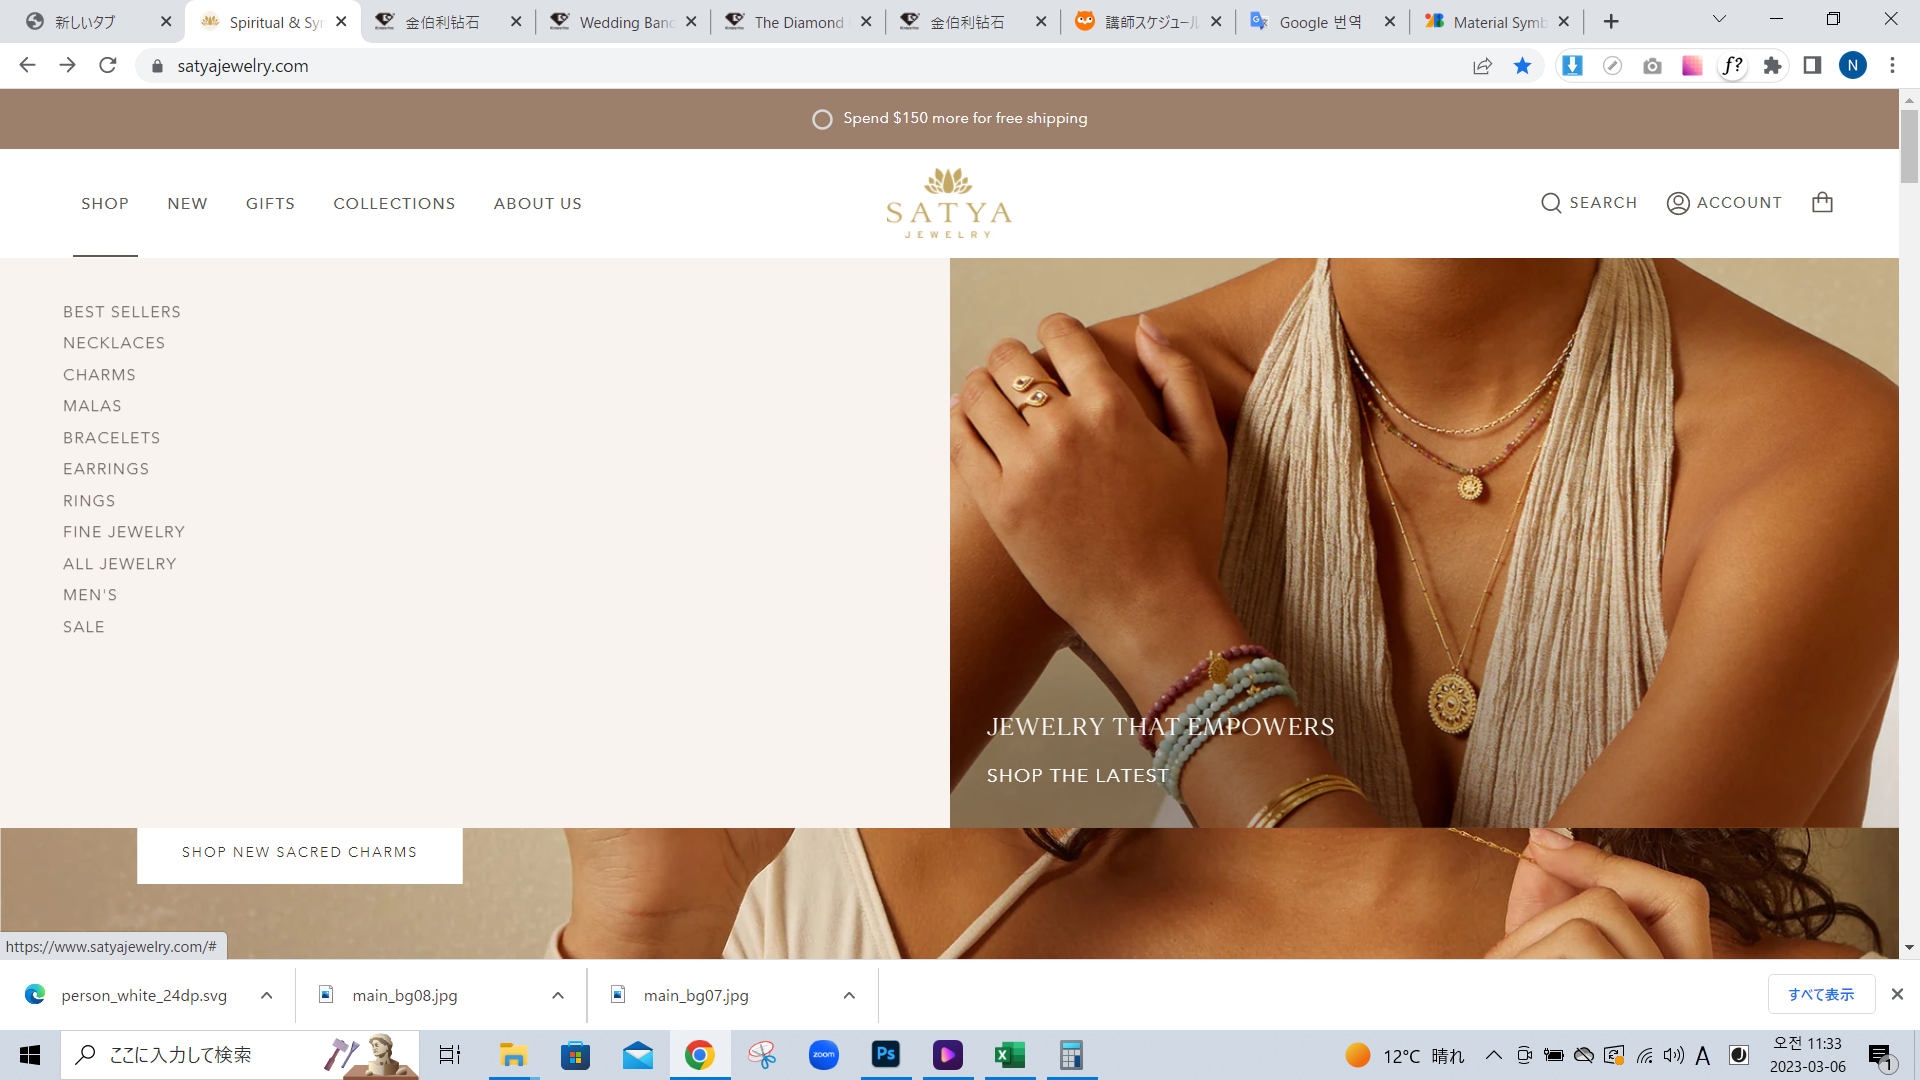 新しいタブ
Spiritual & Syr
金伯利钻石
Wedding Banc
The Diamond
金伯利钻石
講師スケジュール
Google 번역
Material Symb
satyajewelry.com
f?
N
Spend $150 more for free shipping
SHOP
NEW
GIFTS
COLLECTIONS
ABOUT US
SATYA
JEWELRY
SEARCH
ACCOUNT
BEST SELLERS
NECKLACES
CHARMS
MALAS
BRACELETS
EARRINGS
RINGS
FINE JEWELRY
ALL JEWELRY
MEN'S
SALE
JEWELRY THAT EMPOWERS
SHOP THE LATEST
SHOP NEW SACRED CHARMS
https://www.satyajewelry.com/#
person_white_24dp.svg
main_bg08.jpg
main_bg07.jpg
すべて表示
ここに入力して検索
zoom
Ps
12°C 晴れ
A
오전 11:33
2023-03-06
1